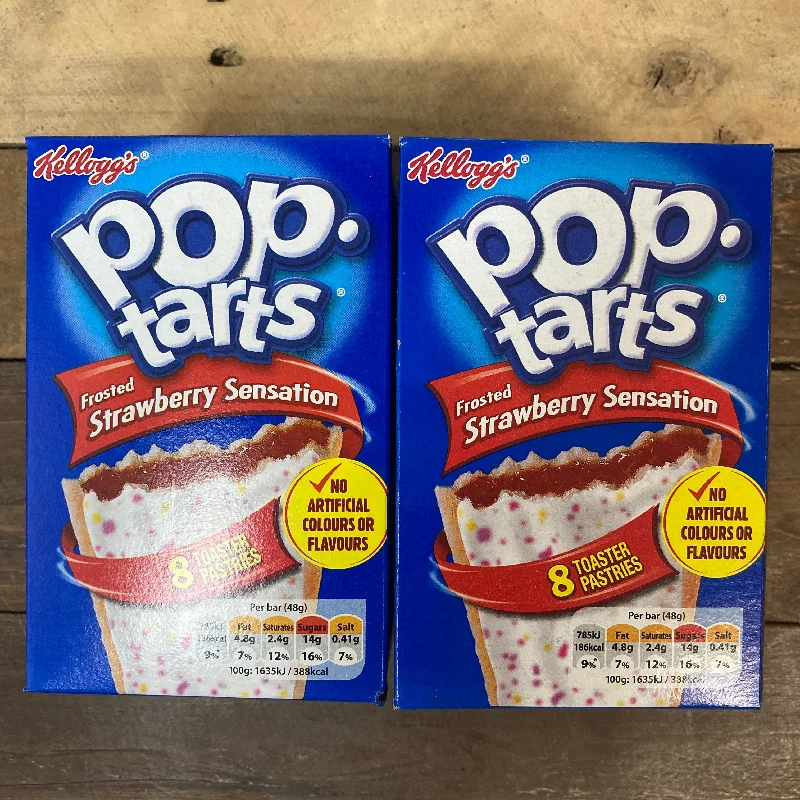 Kellogg's®
POP.
tarts®
Frosted
Strawberry Sensation
NO
ARTIFICIAL
COLOURS OR
FLAVOURS
8 TOASTER
PASTRIES
Per bar (48g)
Fat Saturates Sugars Salt
4.8g 2.4g 14g 0.41g
9%* 7% 12% 16% 7%
100g: 1635kJ / 388kcal
Kellogg's®
POP.
tarts®
Frosted
Strawberry Sensation
NO
ARTIFICIAL
COLOURS OR
FLAVOURS
8 TOASTER
PASTRIES
Per bar (48g)
785kJ Fat Saturates Sugars Salt
186kcal 4.8g 2.4g 14g 0.41g
9%* 7% 12% 16% 7%
100g: 1635kJ / 388kcal